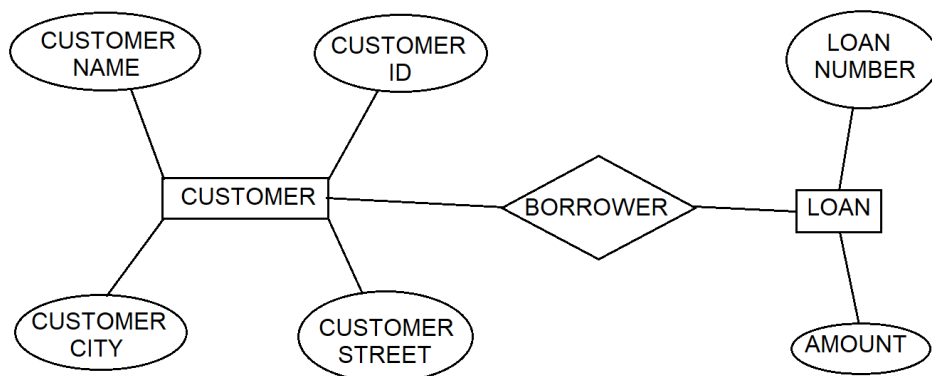 CUSTOMER
NAME
CUSTOMER
ID
LOAN
NUMBER
CUSTOMER
BORROWER
LOAN
CUSTOMER
CITY
CUSTOMER
STREET
AMOUNT